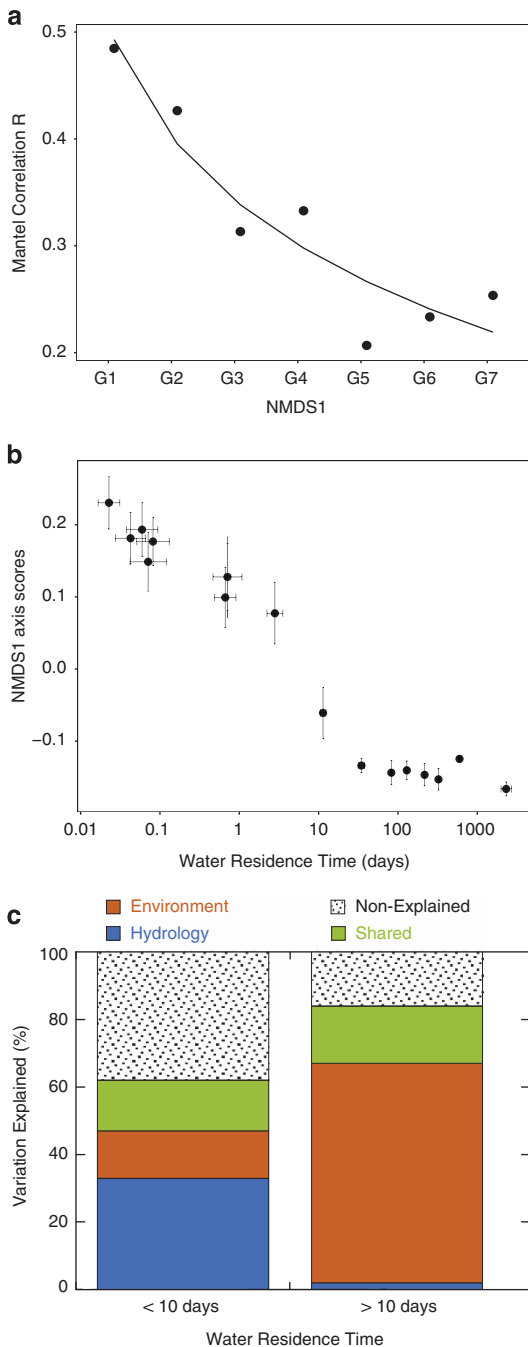 a
0.5
0.4
0.3
0.2
Mantel Correlation R
G1 G2 G3 G4 G5 G6 G7
NMDS1
b
0.2
0.1
0.0
−0.1
NMDS1 axis scores
0.01 0.1 1 10 100 1000
Water Residence Time (days)
c
Environment Non-Explained
Hydrology Shared
100
80
60
40
20
0
Variation Explained (%)
< 10 days > 10 days
Water Residence Time